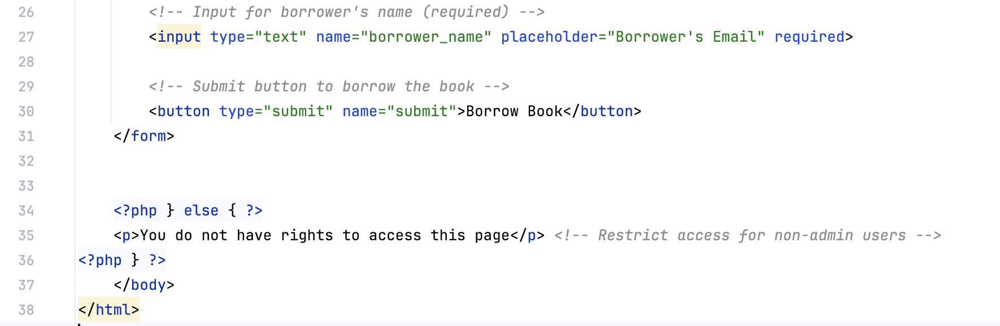 26 <!-- Input for borrower's name (required) -->
27 <input type="text" name="borrower_name" placeholder="Borrower's Email" required>
28
29 <!-- Submit button to borrow the book -->
30 <button type="submit" name="submit">Borrow Book</button>
31 </form>
32
33
34 <?php } else { ?>
35 <p>You do not have rights to access this page</p> <!-- Restrict access for non-admin users -->
36 <?php } ?>
37 </body>
38 </html>